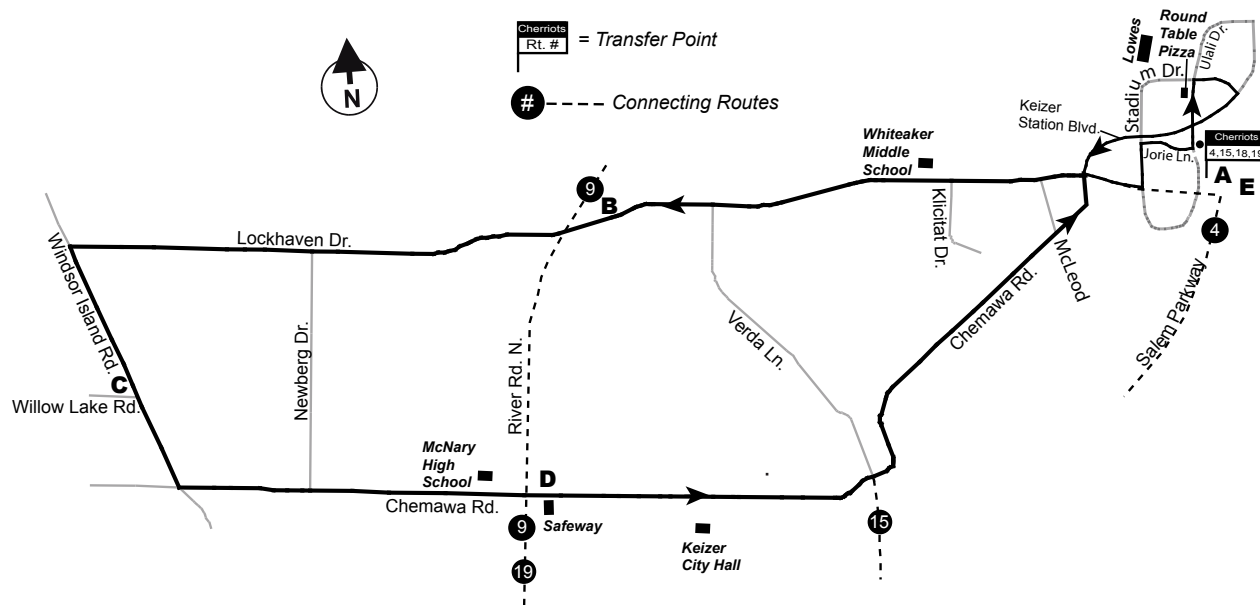 Cherriots
Rt. #
= Transfer Point
N
#
Connecting Routes
Lowes
Round
Table
Pizza
Ulali Dr.
Stadium Dr.
Keizer
Station Blvd.
Jorie Ln.
Cherriots
4,15,18,19
A
E
4
Salem Parkway
Whiteaker
Middle
School
Klicitat Dr.
McLeod
Chemawa Rd.
9
B
Lockhaven Dr.
Windsor Island Rd.
C
Willow Lake Rd.
Newberg Dr.
River Rd. N.
Verda Ln.
McNary
High
School
D
Chemawa Rd.
Safeway
9
19
Keizer
City Hall
15